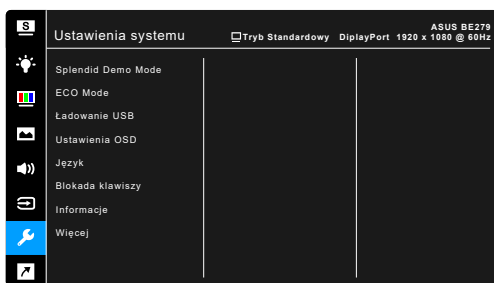 S
ASUS BE279
Ustawienia systemu
Tryb Standardowy DiplayPort 1920 x 1080 @ 60Hz
Splendid Demo Mode
ECO Mode
Ładowanie USB
Ustawienia OSD
Język
Blokada klawiszy
Informacje
Więcej